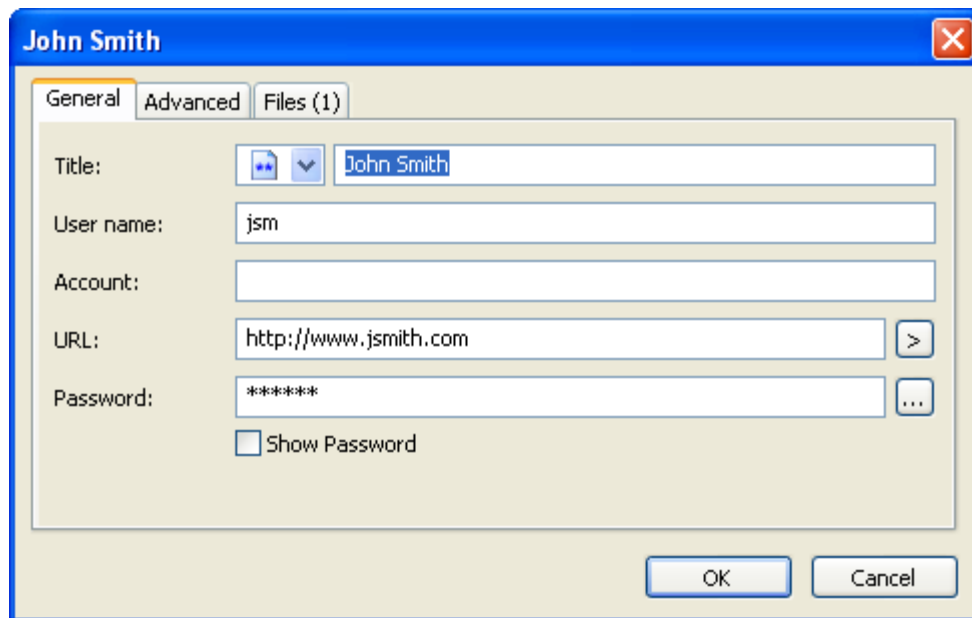 John Smith
General Advanced Files (1)
Title: John Smith
User name: jsm
Account:
URL: http://www.jsmith.com >
Password: ****** ...
Show Password
OK Cancel